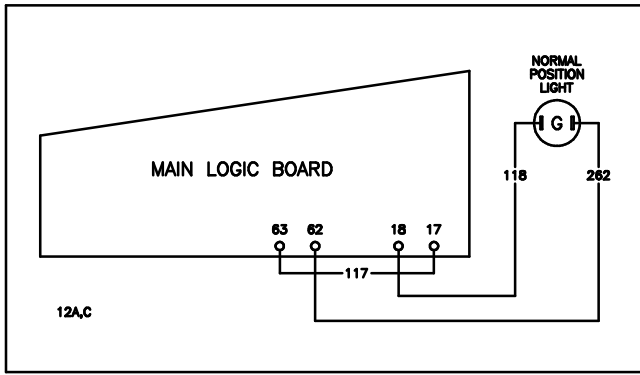 NORMAL
POSITION
LIGHT
G
MAIN LOGIC BOARD
118
262
63
62
18
17
117
12A,C